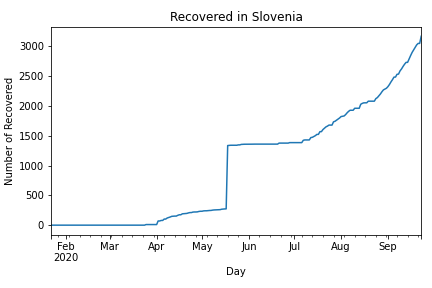 Recovered in Slovenia
Number of Recovered
3000
2500
2000
1500
1000
500
0
Feb Mar Apr May Jun Jul Aug Sep
2020
Day